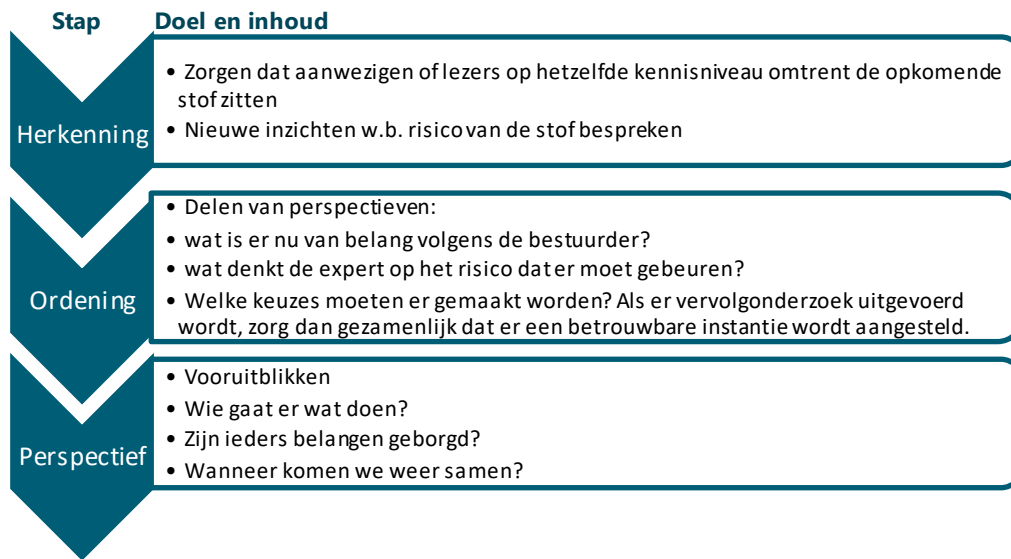 Stap Doel en inhoud
Herkenning
• Zorgen dat aanwezigen of lezers op hetzelfde kennisniveau omtrent de opkomende
stof zitten
• Nieuwe inzichten w.b. risico van de stof bespreken
Ordening
• Delen van perspectieven:
• wat is er nu van belang volgens de bestuurder?
• wat denkt de expert op het risico dat er moet gebeuren?
• Welke keuzes moeten er gemaakt worden? Als er vervolgonderzoek uitgevoerd
wordt, zorg dan gezamenlijk dat er een betrouwbare instantie wordt aangesteld.
Perspectief
• Vooruitblikken
• Wie gaat er wat doen?
• Zijn ieders belangen geborgd?
• Wanneer komen we weer samen?